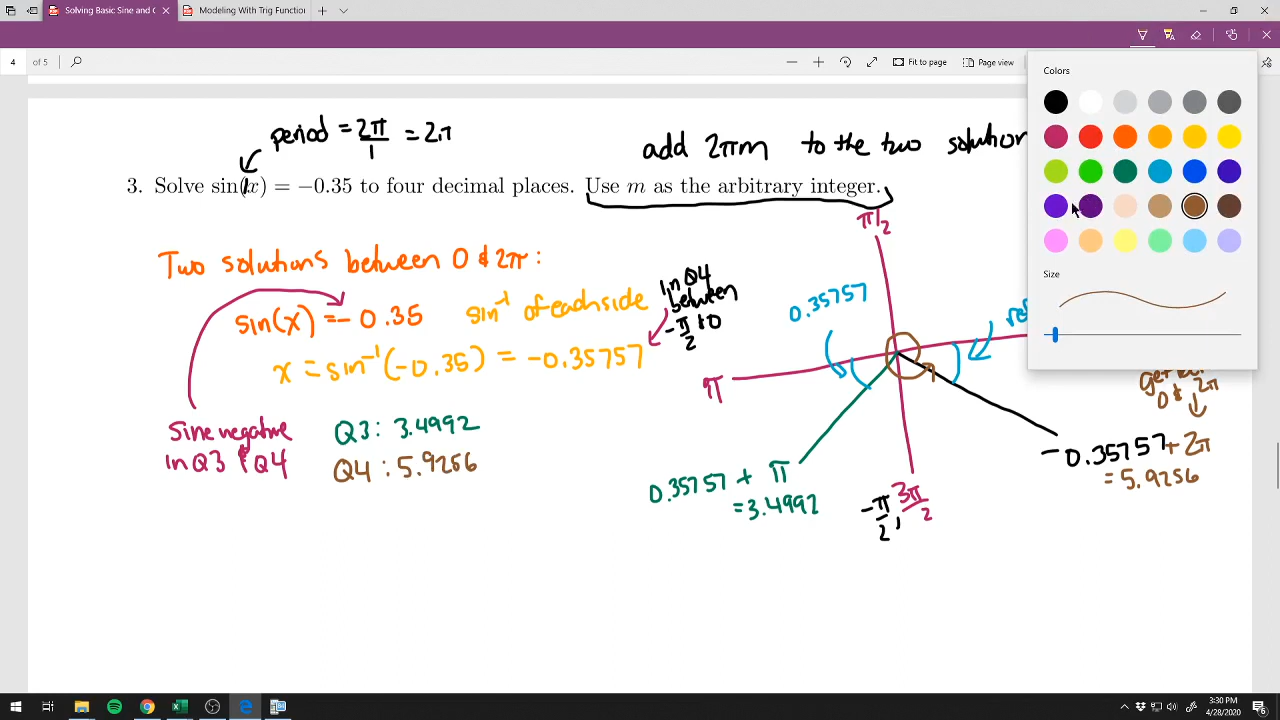 Solving Basic Sine and C
Modeling With Trig Function
4 of 5
Fit to page
Page view
Colors
Size
period = 2π/1 = 2π
add 2πm to the two solution
3. Solve sin(1x) = −0.35 to four decimal places. Use m as the arbitrary integer.
π/2
Two solutions between 0 & 2π:
In Q4
between
-π/2 to 0
sin(x) = -0.35
sin⁻¹ of each side
0.35757
x = sin⁻¹(-0.35) = -0.35757
π
0 & 2π
Sine negative
in Q3 & Q4
Q3: 3.4992
Q4: 5.9256
-0.35757 + 2π
= 5.9256
0.35757 + π
= 3.4992
-π/2, 3π/2
3:30 PM
4/28/2020